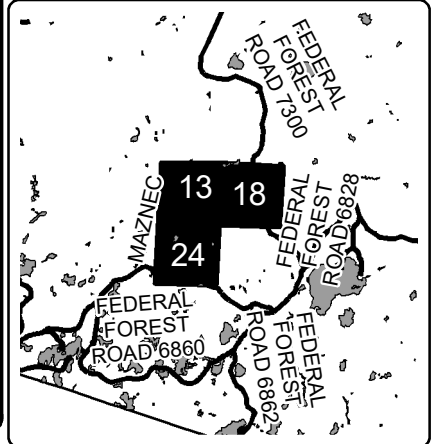 FEDERAL
FOREST
ROAD 7300
13
18
MAZNEC
FEDERAL
FOREST
ROAD 6828
24
FEDERAL
FOREST
ROAD 6860
FEDERAL
FOREST
ROAD 6862